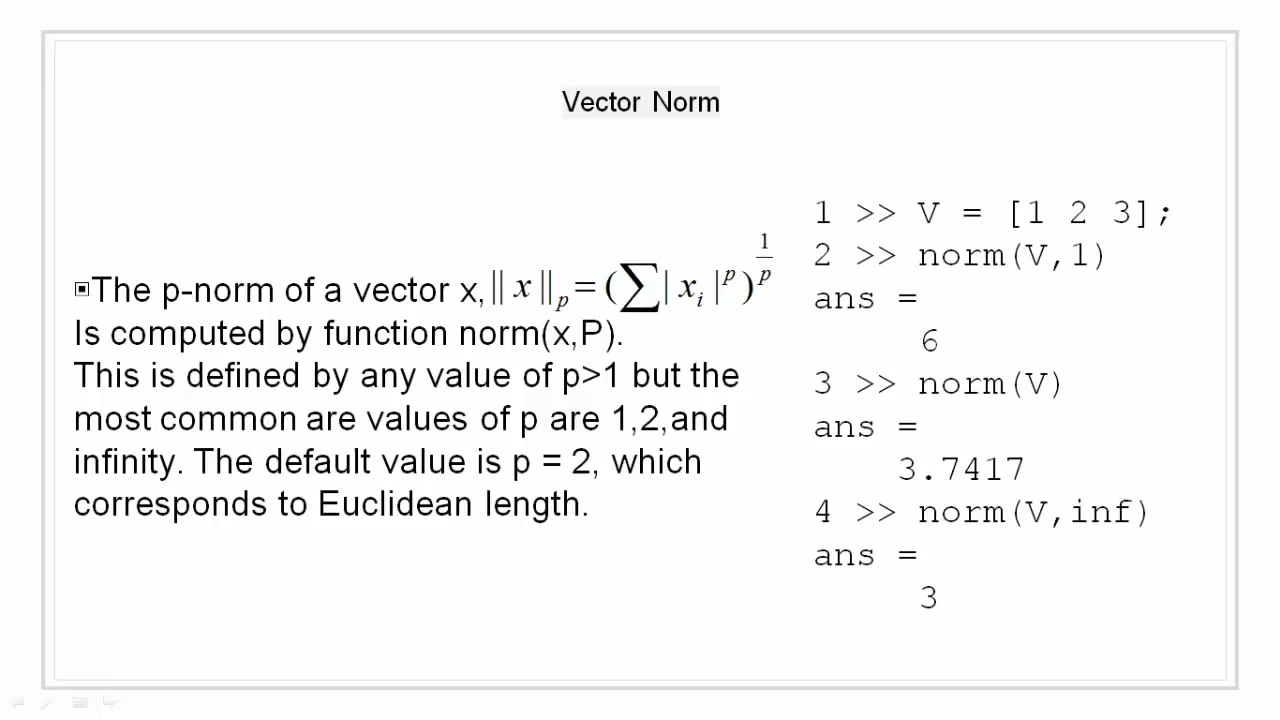 Vector Norm
▣The p-norm of a vector x, || x ||p = (∑| xi |^p)^(1/p)
Is computed by function norm(x,P).
This is defined by any value of p>1 but the
most common are values of p are 1,2,and
infinity. The default value is p = 2, which
corresponds to Euclidean length.
1 >> V = [1 2 3];
2 >> norm(V,1)
ans =
6
3 >> norm(V)
ans =
3.7417
4 >> norm(V,inf)
ans =
3